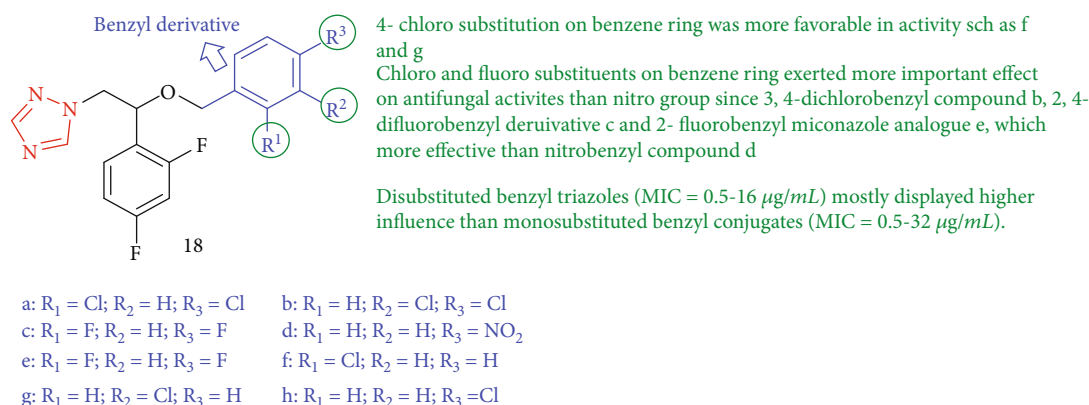 Benzyl derivative
R³
R²
R¹
O
N
N
N
F
F
18
4- chloro substitution on benzene ring was more favorable in activity sch as f
and g
Chloro and fluoro substituents on benzene ring exerted more important effect
on antifungal activites than nitro group since 3, 4-dichlorobenzyl compound b, 2, 4-
difluorobenzyl deruivative c and 2- fluorobenzyl miconazole analogue e, which
more effective than nitrobenzyl compound d
Disubstituted benzyl triazoles (MIC = 0.5-16 μg/mL) mostly displayed higher
influence than monosubstituted benzyl conjugates (MIC = 0.5-32 μg/mL).
a: R₁ = Cl; R₂ = H; R₃ = Cl b: R₁ = H; R₂ = Cl; R₃ = Cl
c: R₁ = F; R₂ = H; R₃ = F d: R₁ = H; R₂ = H; R₃ = NO₂
e: R₁ = F; R₂ = H; R₃ = F f: R₁ = Cl; R₂ = H; R₃ = H
g: R₁ = H; R₂ = Cl; R₃ = H h: R₁ = H; R₂ = H; R₃ =Cl